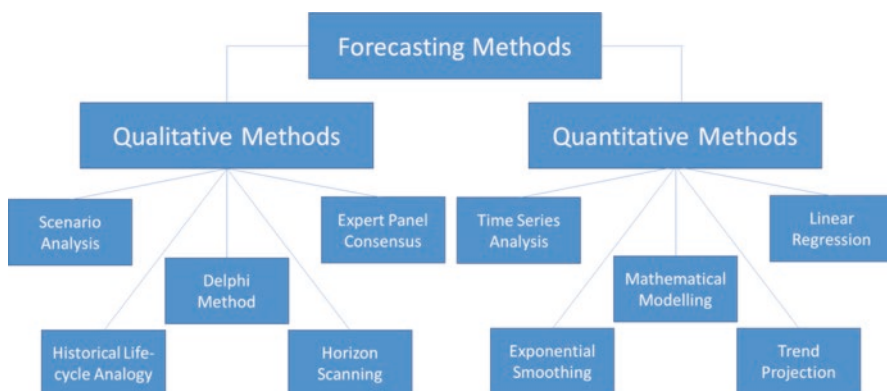 Forecasting Methods
Qualitative Methods
Quantitative Methods
Scenario
Analysis
Expert Panel
Consensus
Time Series
Analysis
Linear
Regression
Delphi
Method
Mathematical
Modelling
Historical Life-
cycle Analogy
Horizon
Scanning
Exponential
Smoothing
Trend
Projection